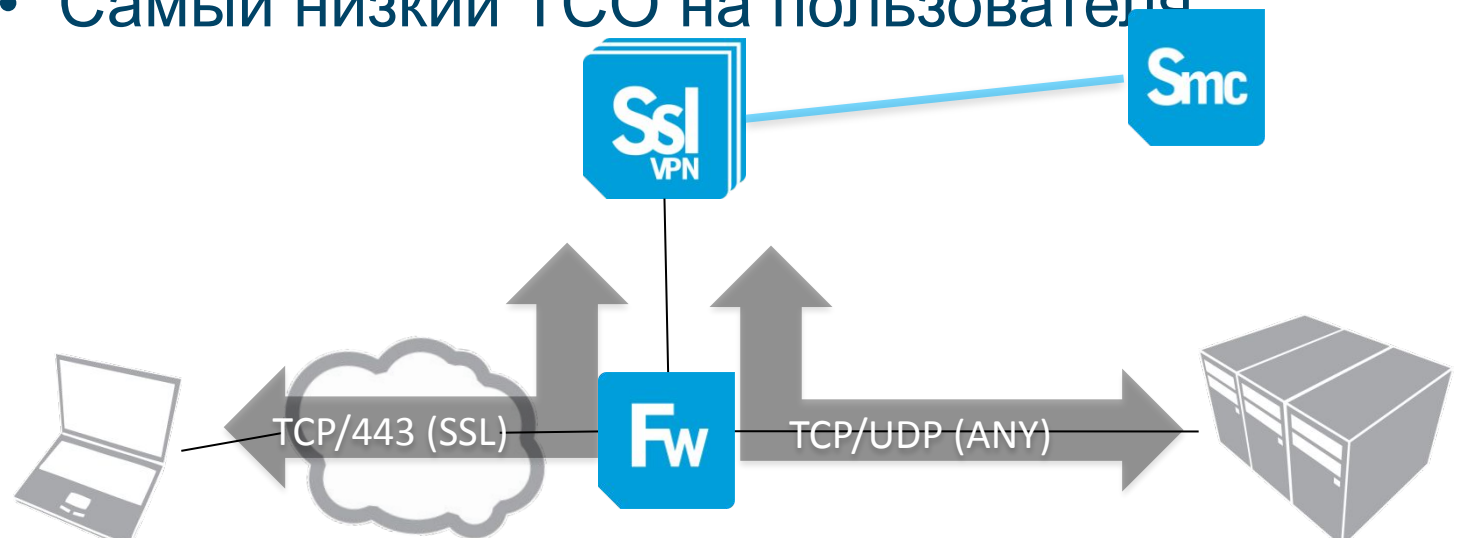 • Самый низкий TCO на пользователя
Smc
Ssl
VPN
TCP/443 (SSL)
Fw
TCP/UDP (ANY)